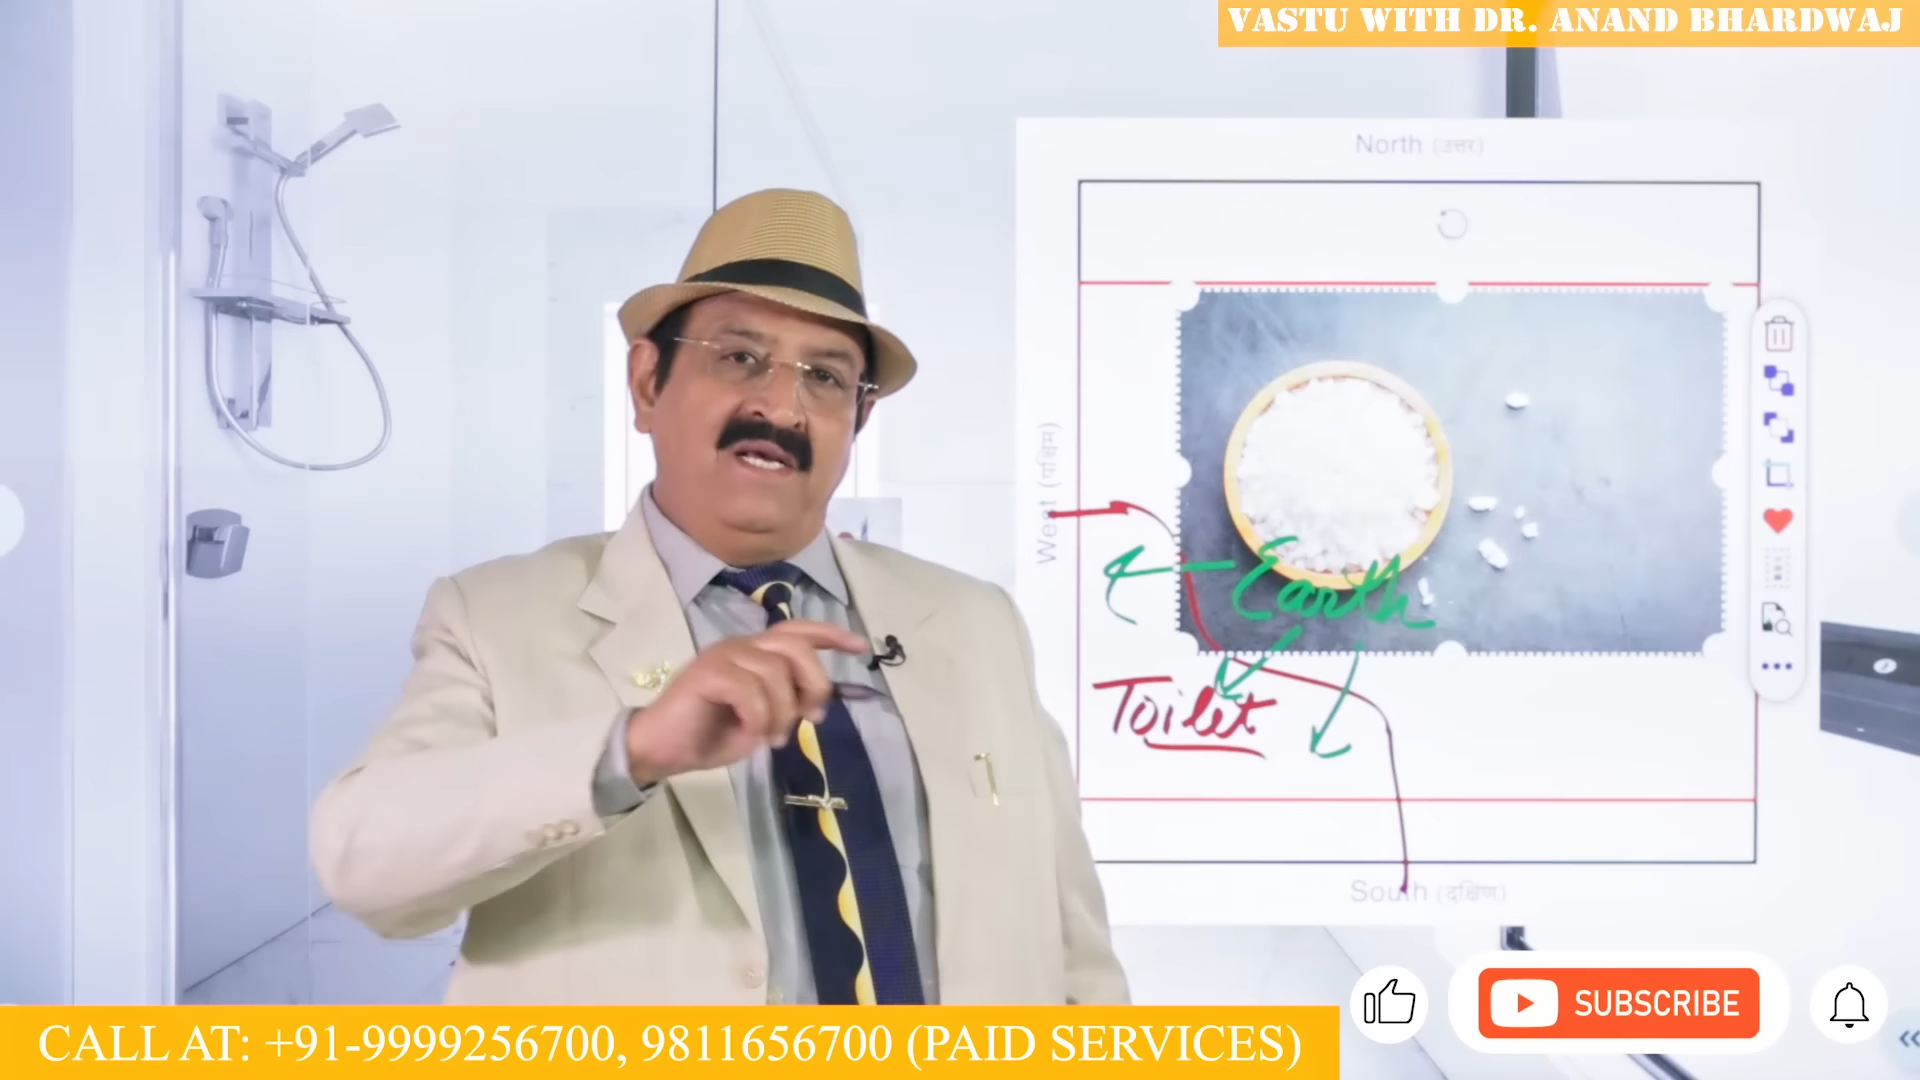 VASTU WITH DR. ANAND BHARDWAJ
North (उत्तर)
West (पश्चिम)
Earth
Toilet
South (दक्षिण)
SUBSCRIBE
CALL AT: +91-9999256700, 9811656700 (PAID SERVICES)